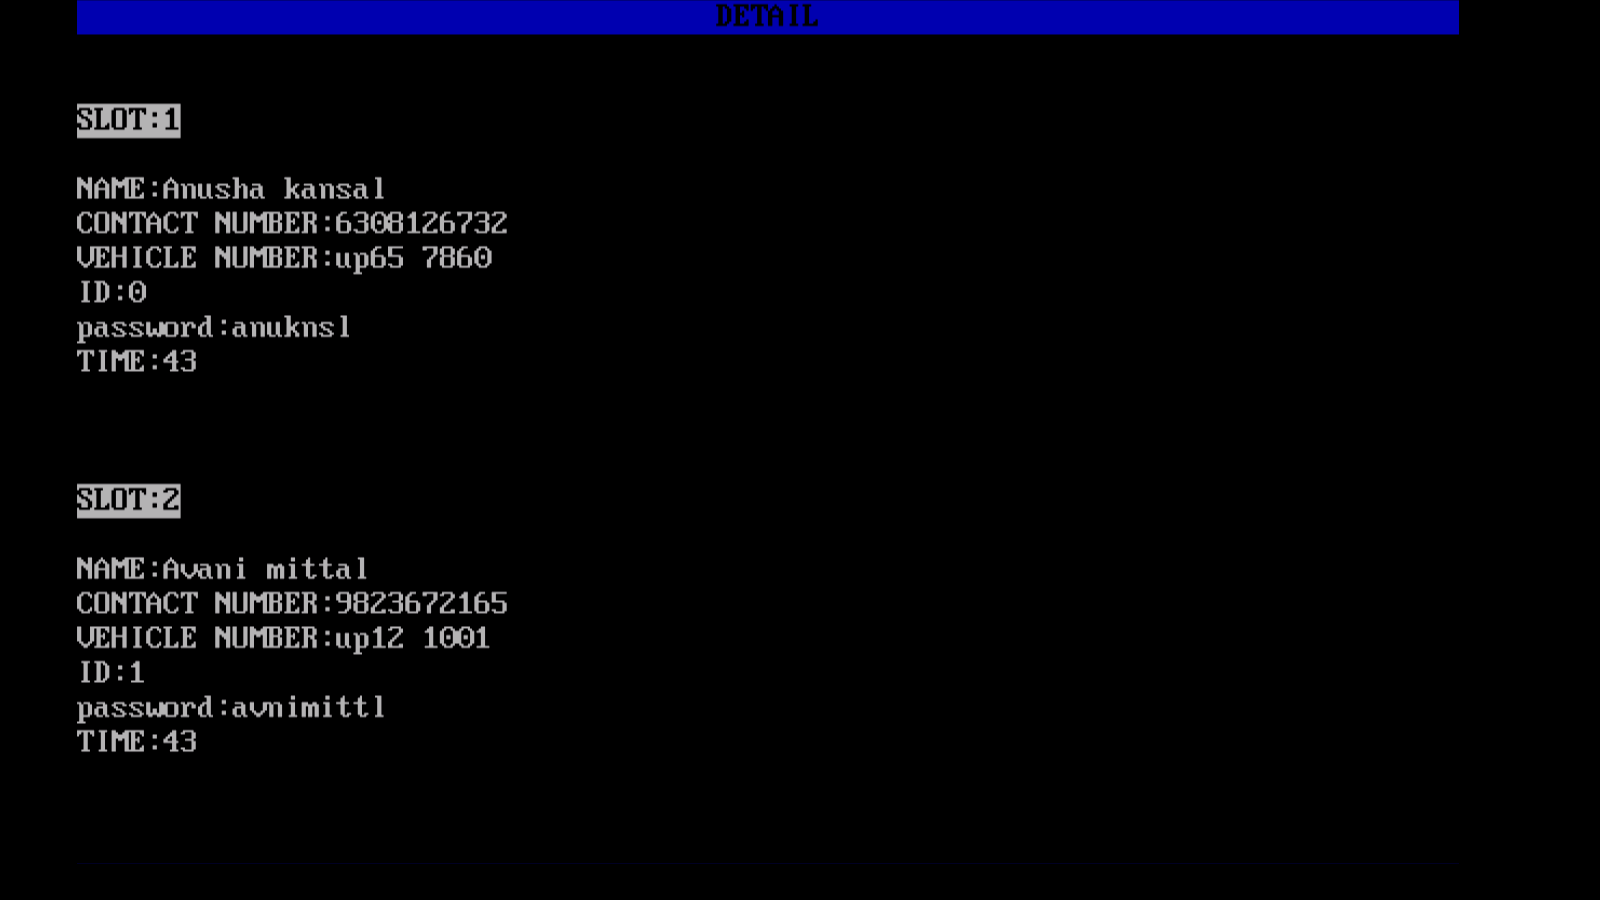 DETAIL
SLOT:1
NAME:Anusha kansal
CONTACT NUMBER:6308126732
VEHICLE NUMBER:up65 7860
ID:0
password:anuknsl
TIME:43
SLOT:2
NAME:Avani mittal
CONTACT NUMBER:9823672165
VEHICLE NUMBER:up12 1001
ID:1
password:avnimittl
TIME:43